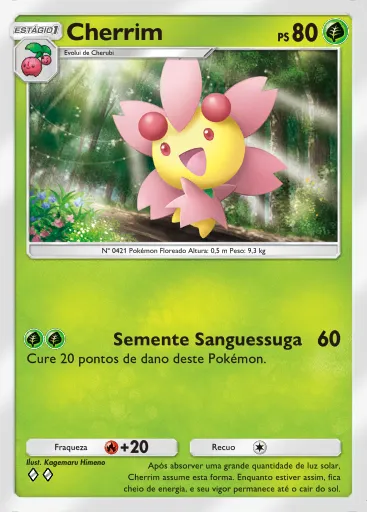 ESTÁGIO 1
Cherrim
PS 80
Evolui de Cherubi
Nº 0421 Pokémon Floreado Altura: 0,5 m Peso: 9,3 kg
Semente Sanguessuga 60
Cure 20 pontos de dano deste Pokémon.
Fraqueza +20 Recuo
Ilust. Kagemaru Himeno
Após absorver uma grande quantidade de luz solar,
Cherrim assume esta forma. Enquanto estiver assim, fica
cheio de energia, e seu vigor permanece até o cair do sol.